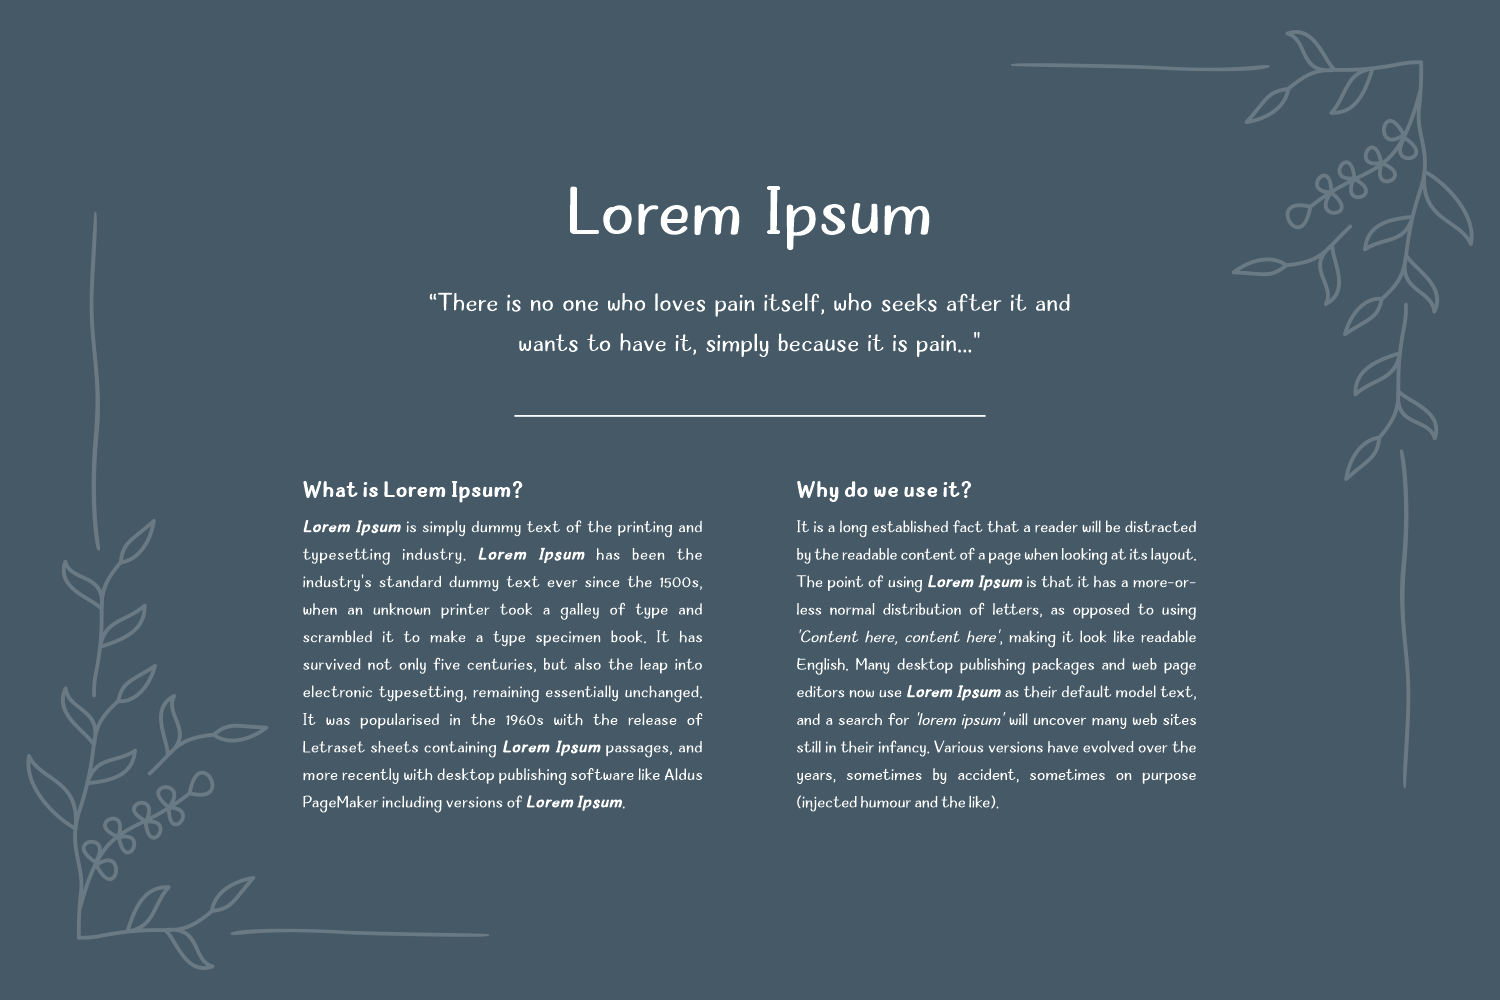 Lorem Ipsum
“There is no one who loves pain itself, who seeks after it and
wants to have it, simply because it is pain..."
What is Lorem Ipsum?
Lorem Ipsum is simply dummy text of the printing and
typesetting industry. Lorem Ipsum has been the
industry's standard dummy text ever since the 1500s,
when an unknown printer took a galley of type and
scrambled it to make a type specimen book. It has
survived not only five centuries, but also the leap into
electronic typesetting, remaining essentially unchanged.
It was popularised in the 1960s with the release of
Letraset sheets containing Lorem Ipsum passages, and
more recently with desktop publishing software like Aldus
PageMaker including versions of Lorem Ipsum.
Why do we use it?
It is a long established fact that a reader will be distracted
by the readable content of a page when looking at its layout.
The point of using Lorem Ipsum is that it has a more-or-
less normal distribution of letters, as opposed to using
'Content here, content here', making it look like readable
English. Many desktop publishing packages and web page
editors now use Lorem Ipsum as their default model text,
and a search for 'lorem ipsum' will uncover many web sites
still in their infancy. Various versions have evolved over the
years, sometimes by accident, sometimes on purpose
(injected humour and the like).